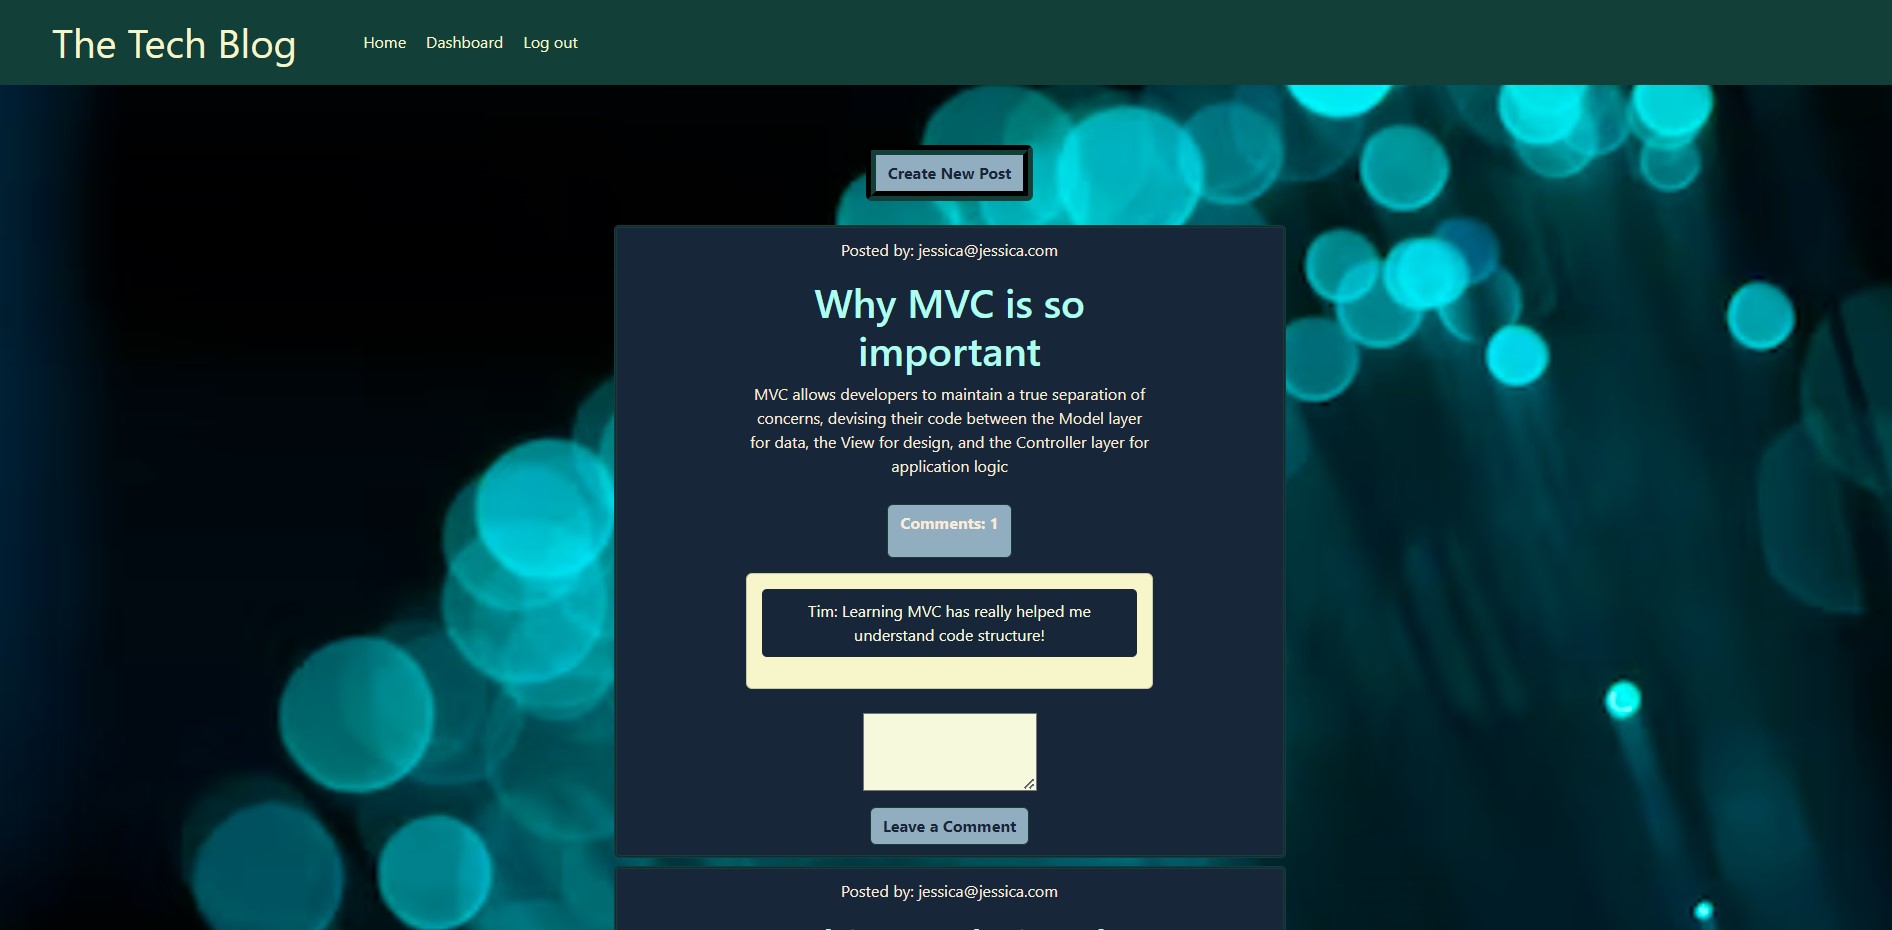 The Tech Blog
Home Dashboard Log out
Create New Post
Posted by: jessica@jessica.com
Why MVC is so
important
MVC allows developers to maintain a true separation of
concerns, devising their code between the Model layer
for data, the View for design, and the Controller layer for
application logic
Comments: 1
Tim: Learning MVC has really helped me
understand code structure!
Leave a Comment
Posted by: jessica@jessica.com